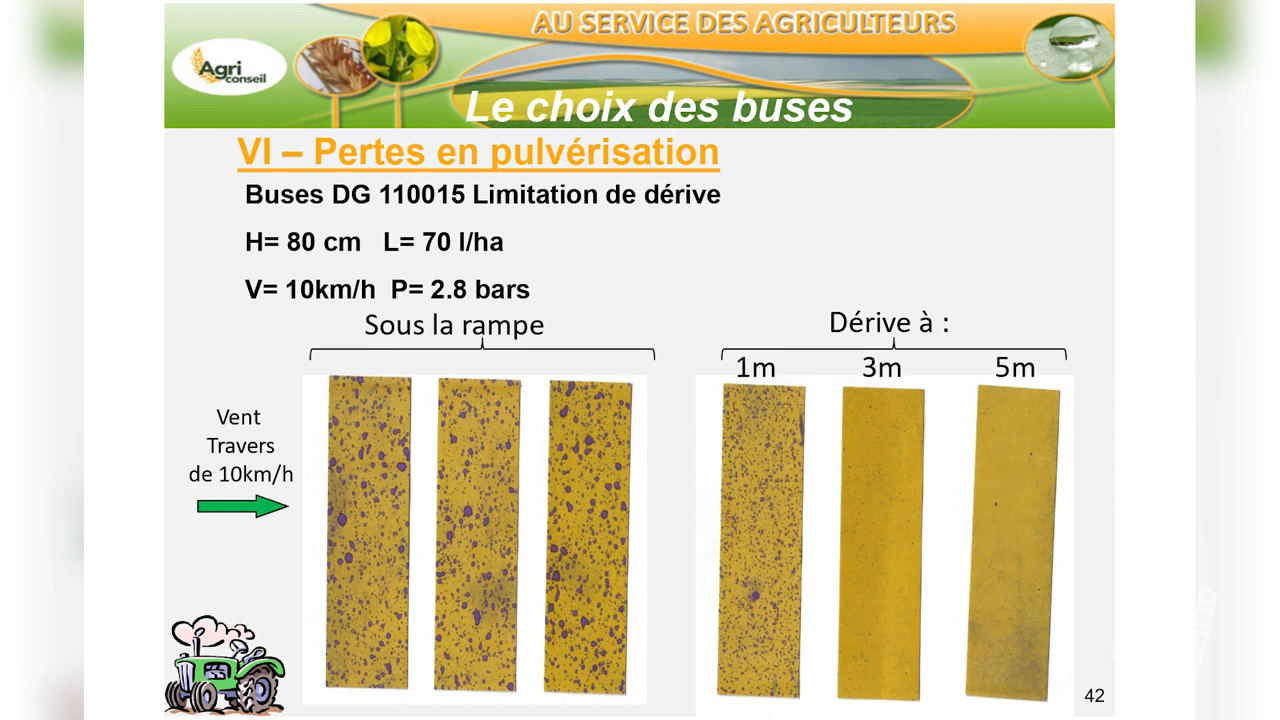 AU SERVICE DES AGRICULTEURS
Agri
conseil
Le choix des buses
VI – Pertes en pulvérisation
Buses DG 110015 Limitation de dérive
H= 80 cm L= 70 l/ha
V= 10km/h P= 2.8 bars
Sous la rampe
Dérive à :
1m 3m 5m
Vent
Travers
de 10km/h
42